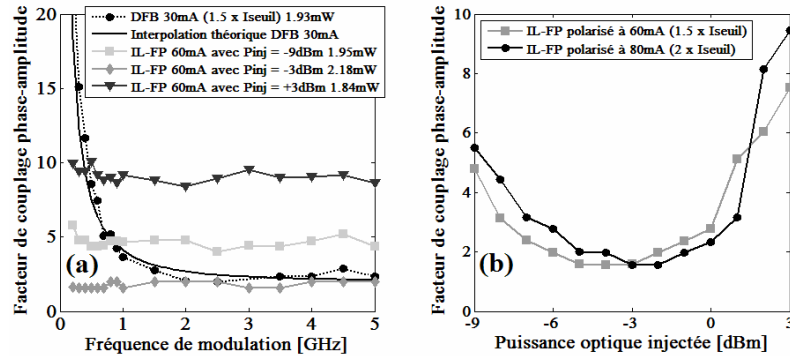 Facteur de couplage phase-amplitude
20
15
10
5
0
0
1
2
3
4
5
DFB 30mA (1.5 x Iseuil) 1.93mW
Interpolation théorique DFB 30mA
IL-FP 60mA avec Pinj = -9dBm 1.95mW
IL-FP 60mA avec Pinj = -3dBm 2.18mW
IL-FP 60mA avec Pinj = +3dBm 1.84mW
(a)
Fréquence de modulation [GHz]
Facteur de couplage phase-amplitude
10
8
6
4
2
0
-9
-6
-3
0
3
IL-FP polarisé à 60mA (1.5 x Iseuil)
IL-FP polarisé à 80mA (2 x Iseuil)
(b)
Puissance optique injectée [dBm]